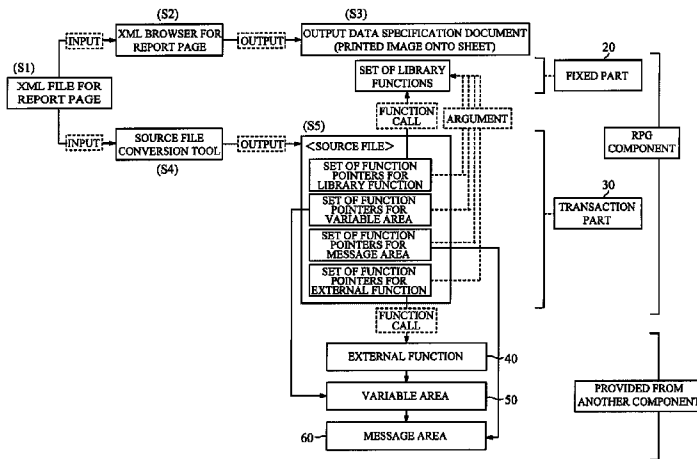 (S1)
XML FILE FOR
REPORT PAGE
INPUT
(S2)
XML BROWSER FOR
REPORT PAGE
OUTPUT
(S3)
OUTPUT DATA SPECIFICATION DOCUMENT
(PRINTED IMAGE ONTO SHEET)
INPUT
SOURCE FILE
CONVERSION TOOL
(S4)
OUTPUT
SET OF LIBRARY
FUNCTIONS
FUNCTION
CALL
ARGUMENT
(S5)
<SOURCE FILE>
SET OF FUNCTION
POINTERS FOR
LIBRARY FUNCTION
SET OF FUNCTION
POINTERS FOR
VARIABLE AREA
SET OF FUNCTION
POINTERS FOR
MESSAGE AREA
SET OF FUNCTION
POINTERS FOR
EXTERNAL FUNCTION
FUNCTION
CALL
EXTERNAL FUNCTION
40
VARIABLE AREA
50
60
MESSAGE AREA
20
FIXED PART
RPG
COMPONENT
30
TRANSACTION
PART
PROVIDED FROM
ANOTHER COMPONENT